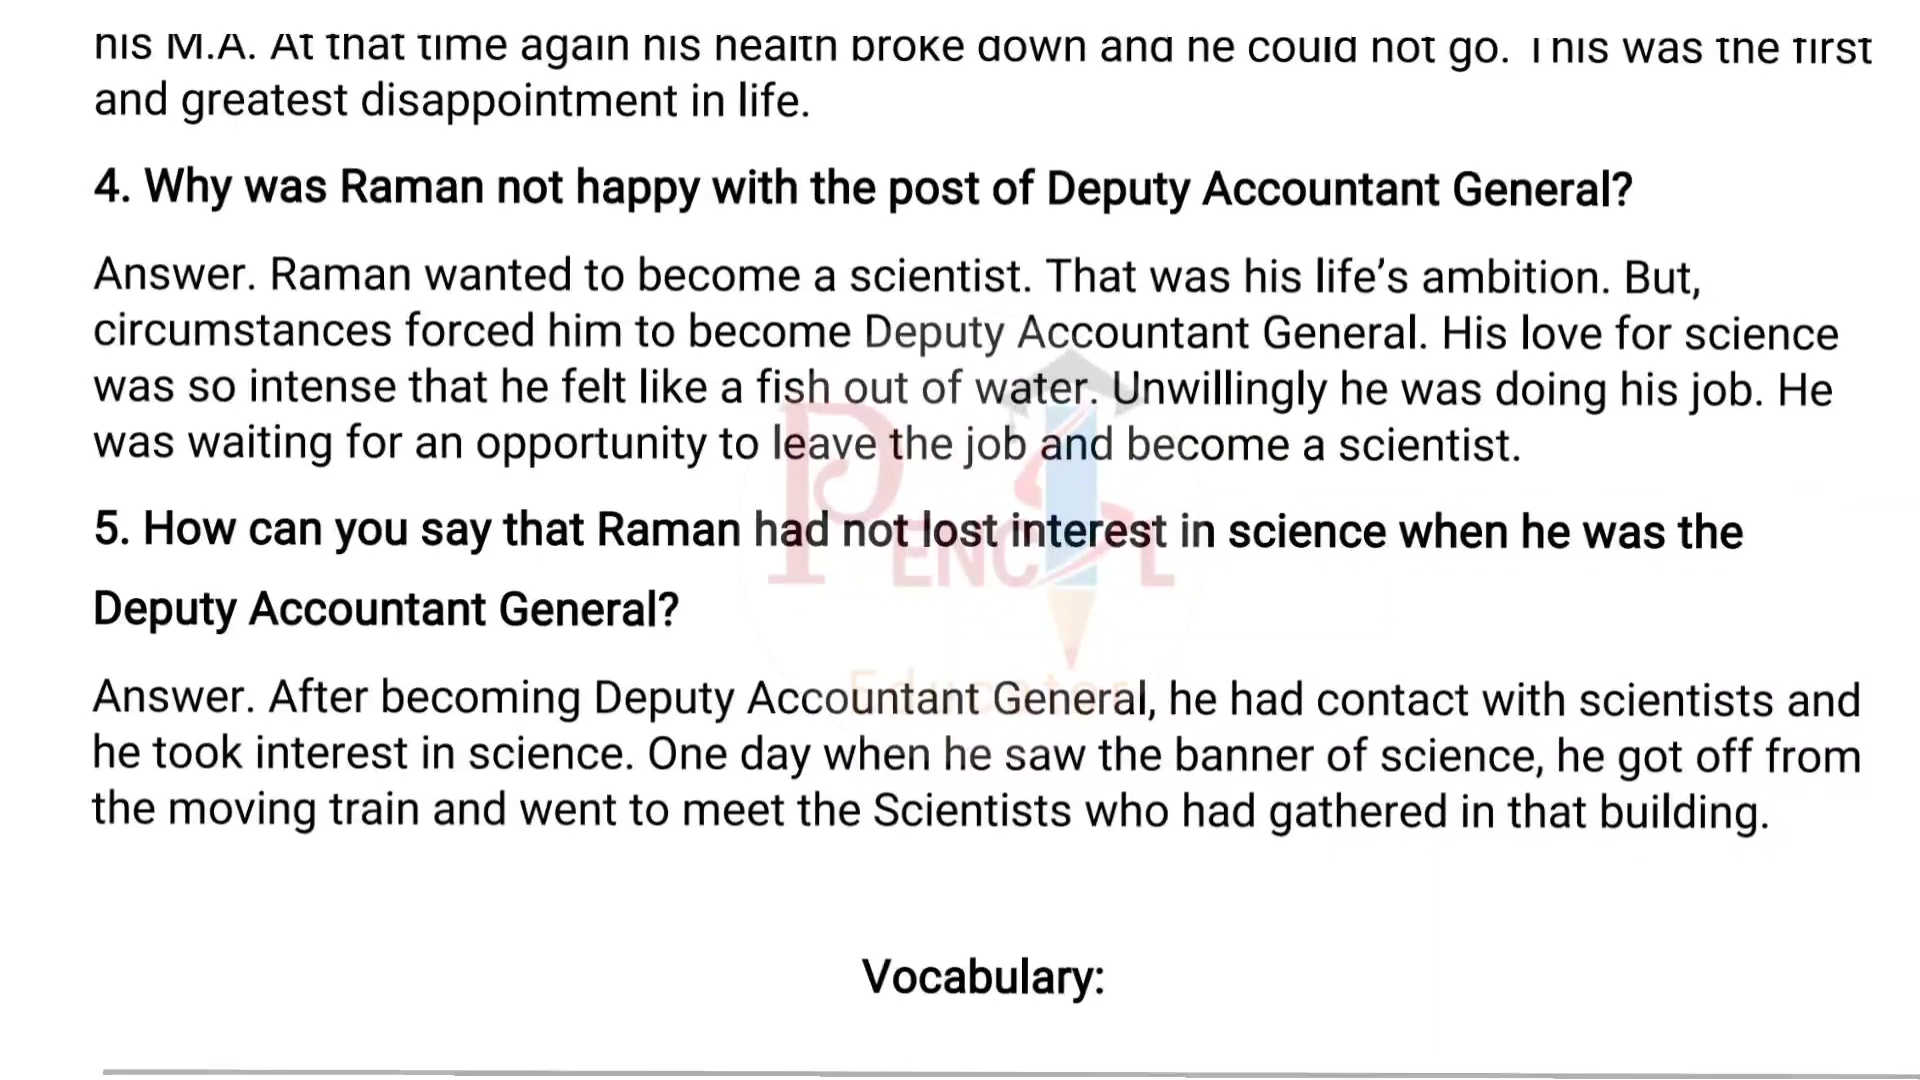 his M.A. At that time again his health broke down and he could not go. This was the first
and greatest disappointment in life.
4. Why was Raman not happy with the post of Deputy Accountant General?
Answer. Raman wanted to become a scientist. That was his life’s ambition. But,
circumstances forced him to become Deputy Accountant General. His love for science
was so intense that he felt like a fish out of water. Unwillingly he was doing his job. He
was waiting for an opportunity to leave the job and become a scientist.
5. How can you say that Raman had not lost interest in science when he was the
PENCIL
Deputy Accountant General?
Educator
Answer. After becoming Deputy Accountant General, he had contact with scientists and
he took interest in science. One day when he saw the banner of science, he got off from
the moving train and went to meet the Scientists who had gathered in that building.
Vocabulary: